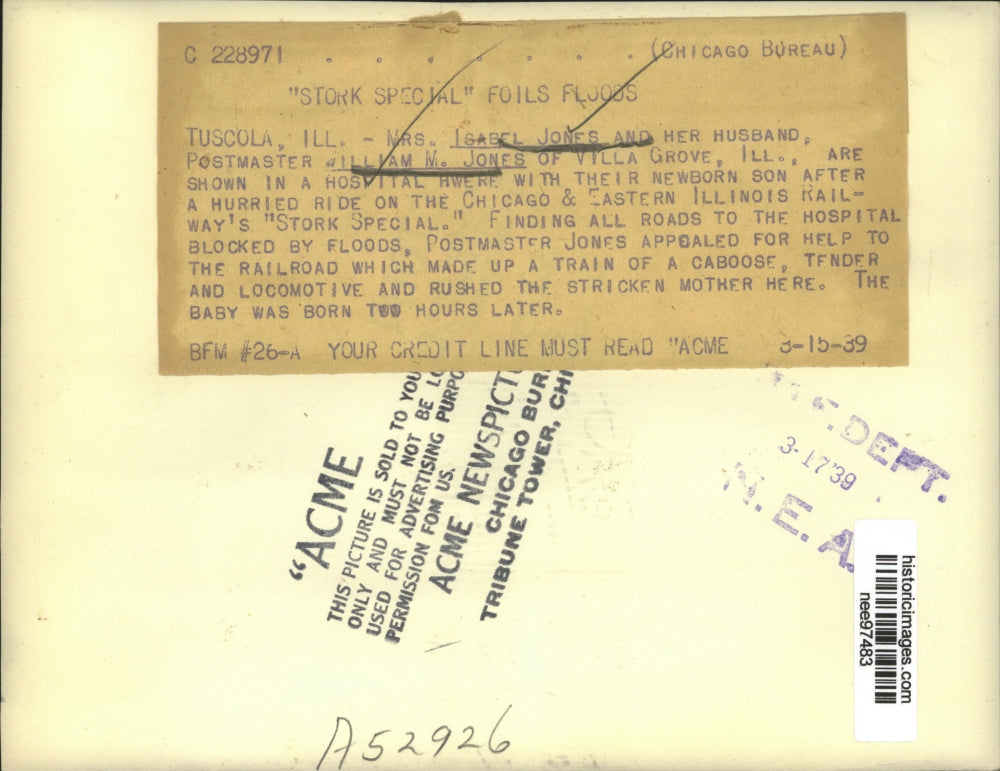 C 228971 . . . . . . . (CHICAGO BUREAU)
"STORK SPECIAL" FOILS FLOODS
TUSCOLA, ILL. - MRS. ISABEL JONES AND HER HUSBAND,
POSTMASTER WILLIAM M. JONES OF VILLA GROVE, ILL., ARE
SHOWN IN A HOSPITAL HWERE WITH THEIR NEWBORN SON AFTER
A HURRIED RIDE ON THE CHICAGO & EASTERN ILLINOIS RAIL-
WAY'S "STORK SPECIAL." FINDING ALL ROADS TO THE HOSPITAL
BLOCKED BY FLOODS, POSTMASTER JONES APPEALED FOR HELP TO
THE RAILROAD WHICH MADE UP A TRAIN OF A CABOOSE, TENDER
AND LOCOMOTIVE AND RUSHED THE STRICKEN MOTHER HERE. THE
BABY WAS BORN TWO HOURS LATER.
BFM #26-A YOUR CREDIT LINE MUST READ "ACME 3-15-39
"ACME
THIS PICTURE IS SOLD TO YOU
ONLY AND MUST NOT BE LO
USED FOR ADVERTISING PURPO
PERMISSION FOM US.
ACME NEWSPICTU
CHICAGO BUR
TRIBUNE TOWER, CHI
DEPT.
3-17 39
N.E.A.
historicimages.com
nee97483
A52926